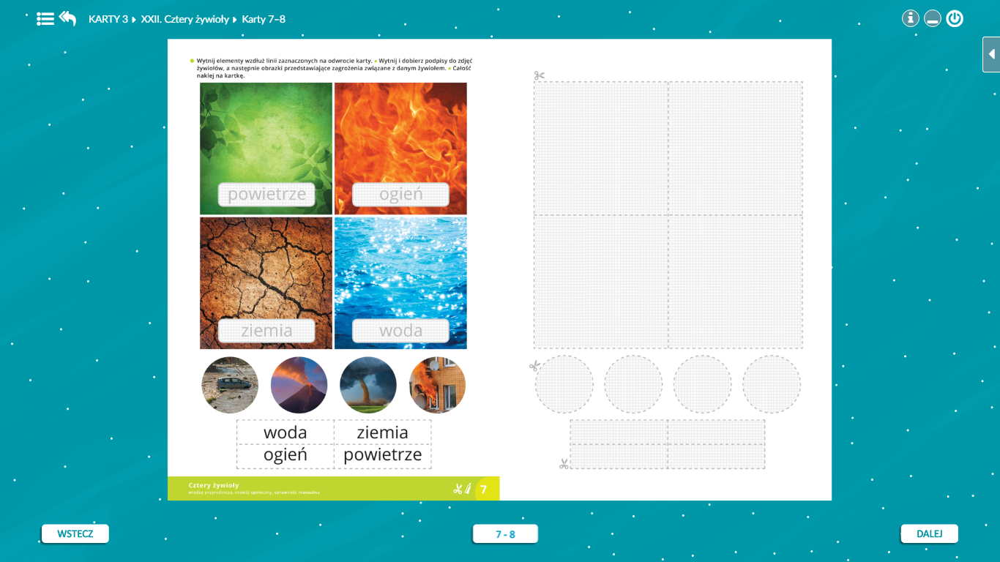 KARTY 3 XXII. Cztery żywioły Karty 7–8
Wytnij elementy wzdłuż linii zaznaczonych na odwrocie karty. • Wytnij i dobierz podpisy do zdjęć
żywiołów, a następnie obrazki przedstawiające zagrożenia związane z danym żywiołem. • Całość
naklej na kartkę.
powietrze
ogień
ziemia
woda
woda
ziemia
ogień
powietrze
Cztery żywioły
wiedza przyrodnicza, rozwój społeczny, sprawność manualna
7
WSTECZ
7 - 8
DALEJ